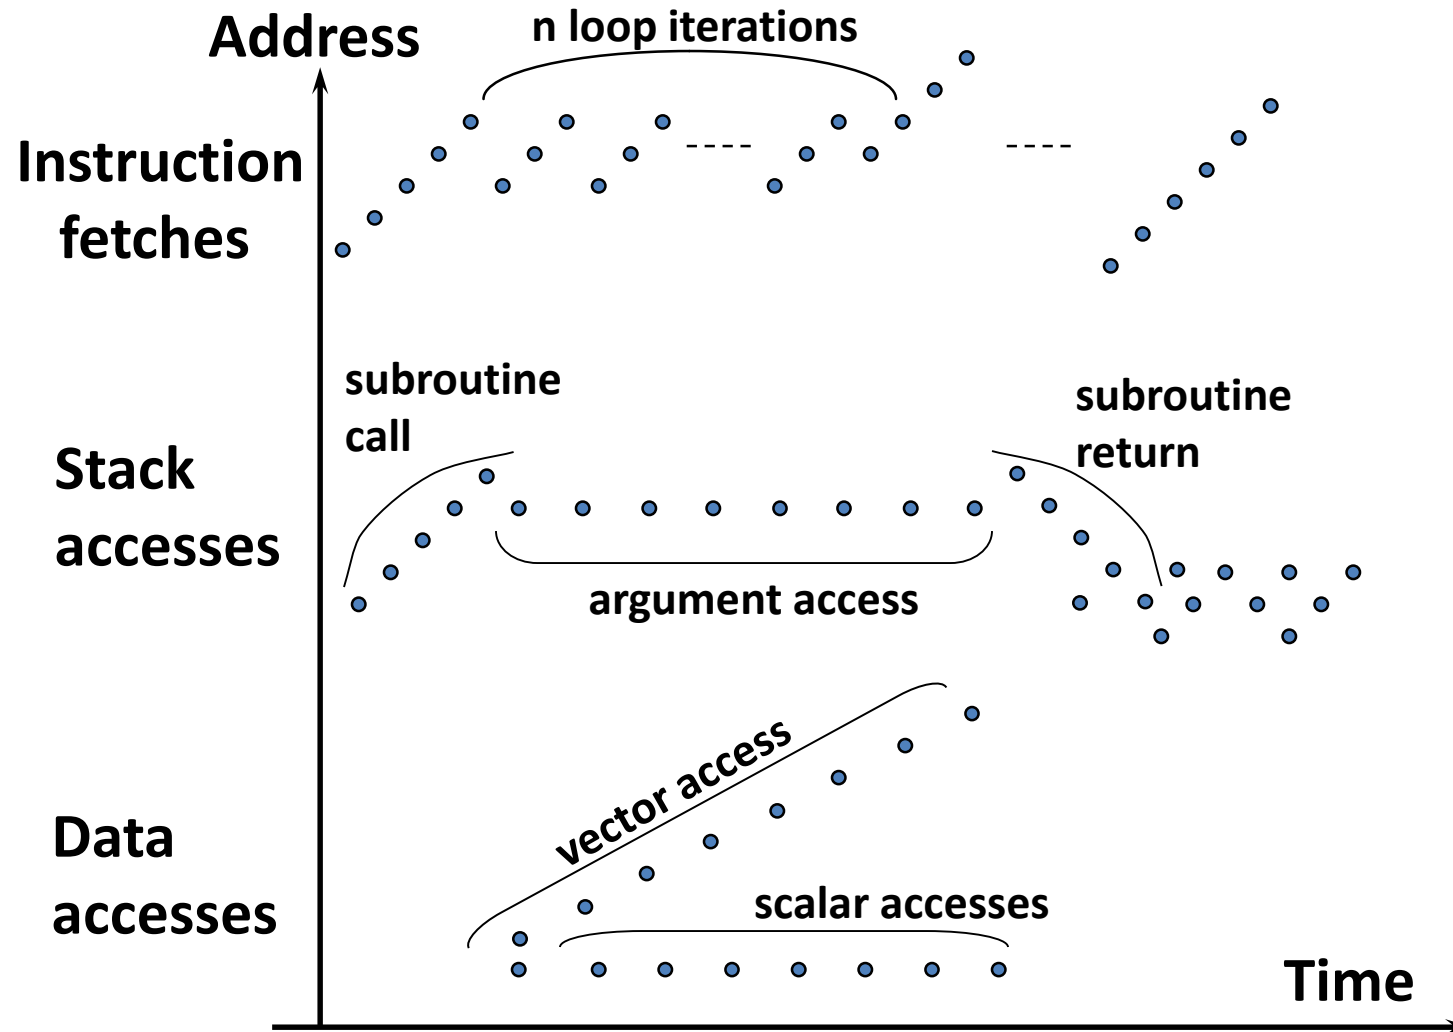 Address
n loop iterations
Instruction
fetches
subroutine
call
subroutine
return
Stack
accesses
argument access
vector access
Data
accesses
scalar accesses
Time